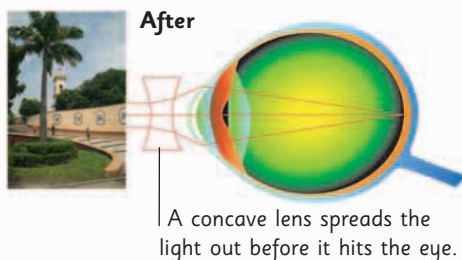 After
A concave lens spreads the
light out before it hits the eye.